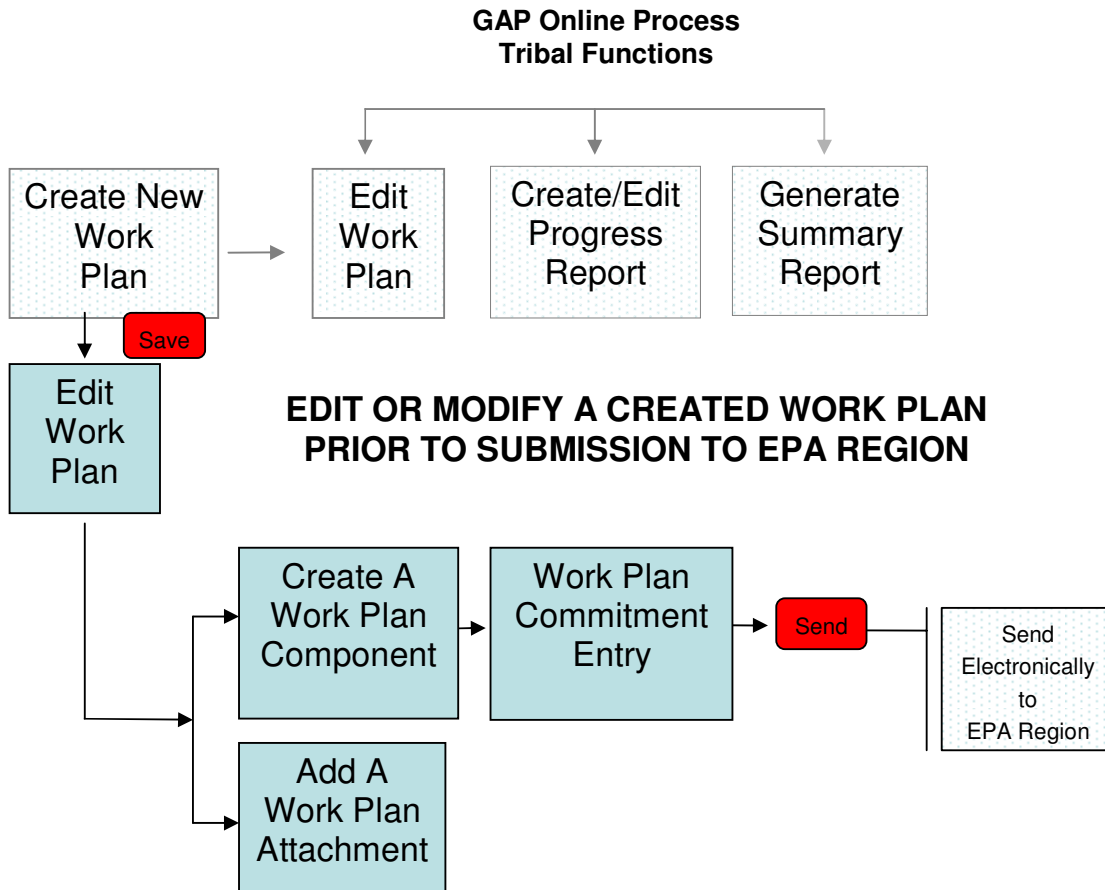 GAP Online Process
Tribal Functions
Create New
Work
Plan
Edit
Work
Plan
Create/Edit
Progress
Report
Generate
Summary
Report
Save
Edit
Work
Plan
EDIT OR MODIFY A CREATED WORK PLAN
PRIOR TO SUBMISSION TO EPA REGION
Create A
Work Plan
Component
Work Plan
Commitment
Entry
Send
Send
Electronically
to
EPA Region
Add A
Work Plan
Attachment